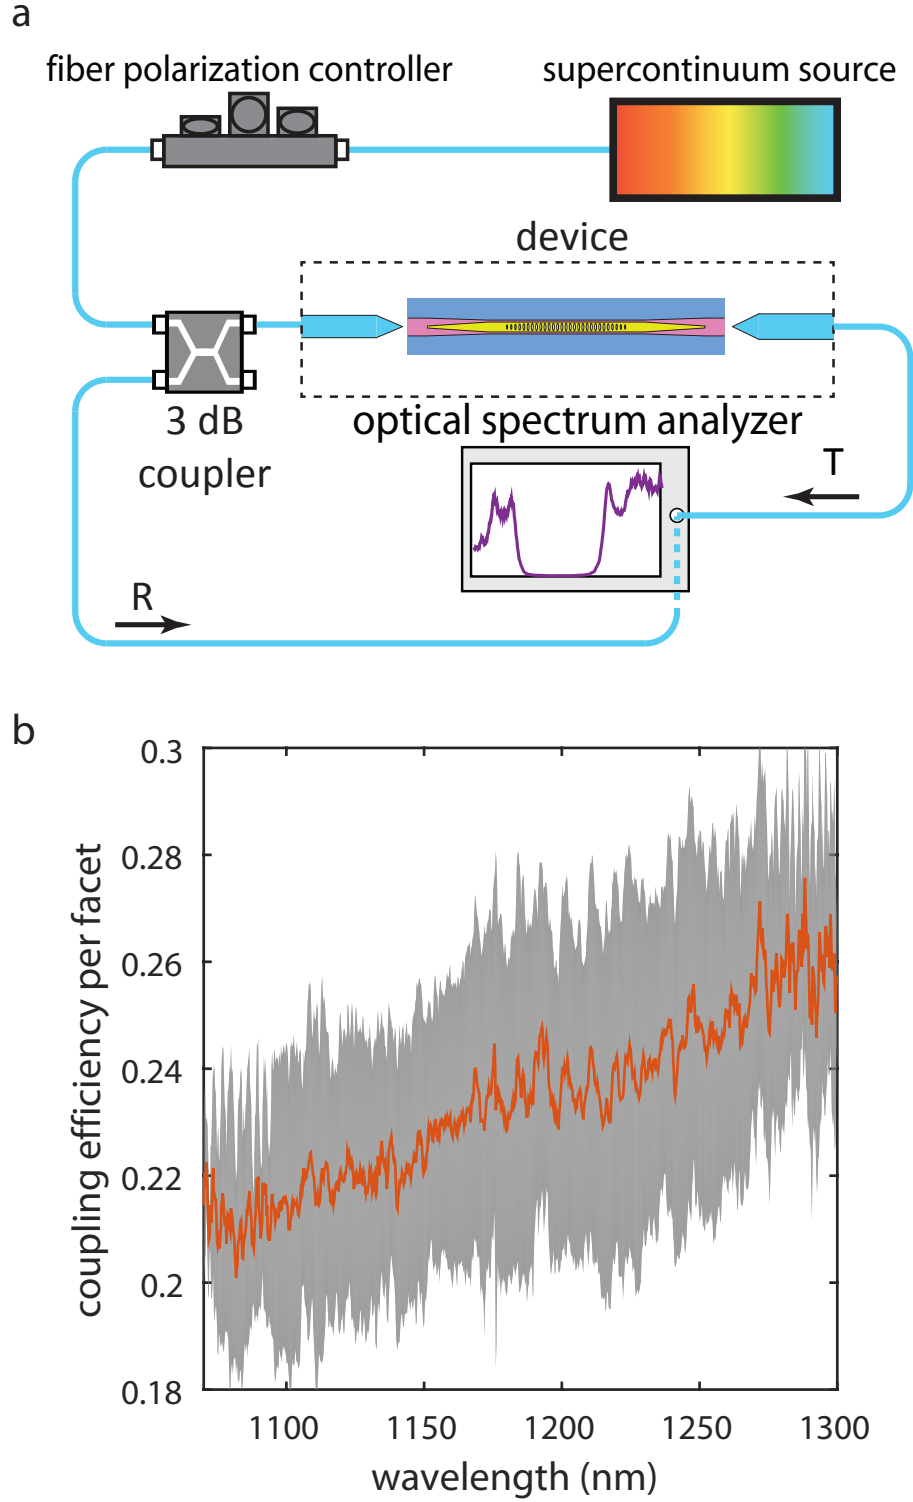 a
fiber polarization controller
supercontinuum source
device
3 dB
coupler
optical spectrum analyzer
T
R
b
0.3
0.28
0.26
0.24
0.22
0.2
0.18
coupling efficiency per facet
1100
1150
1200
1250
1300
wavelength (nm)